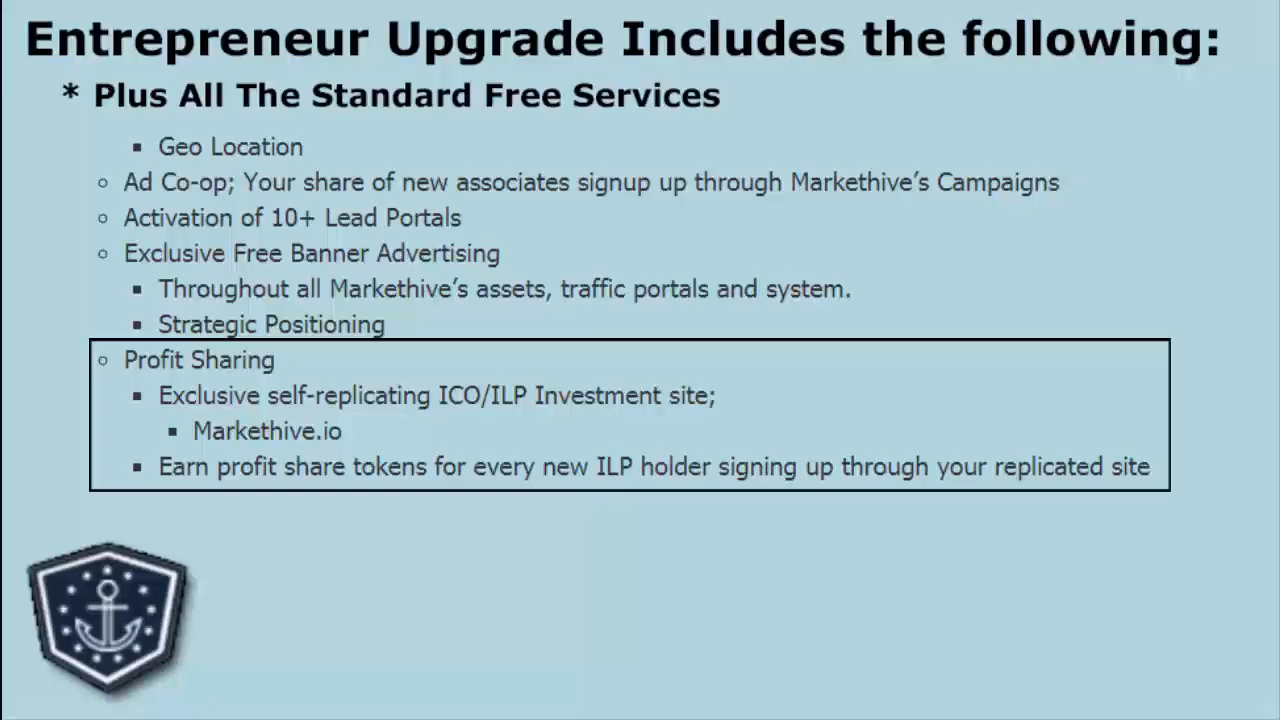 Entrepreneur Upgrade Includes the following:
* Plus All The Standard Free Services
▪ Geo Location
○ Ad Co-op; Your share of new associates signup up through Markethive’s Campaigns
○ Activation of 10+ Lead Portals
○ Exclusive Free Banner Advertising
▪ Throughout all Markethive’s assets, traffic portals and system.
▪ Strategic Positioning
○ Profit Sharing
▪ Exclusive self-replicating ICO/ILP Investment site;
▪ Markethive.io
▪ Earn profit share tokens for every new ILP holder signing up through your replicated site